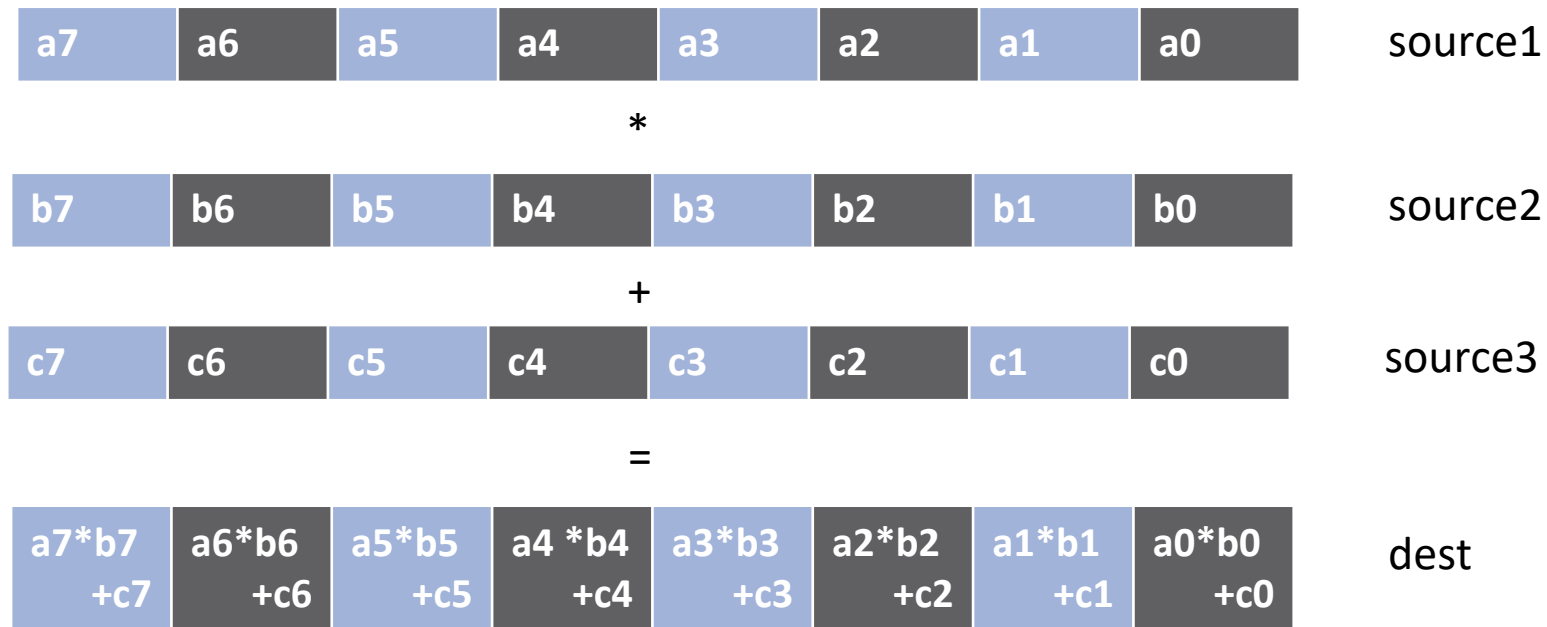 a7 a6 a5 a4 a3 a2 a1 a0 source1
*
b7 b6 b5 b4 b3 b2 b1 b0 source2
+
c7 c6 c5 c4 c3 c2 c1 c0 source3
=
a7*b7 a6*b6 a5*b5 a4 *b4 a3*b3 a2*b2 a1*b1 a0*b0 dest
+c7 +c6 +c5 +c4 +c3 +c2 +c1 +c0